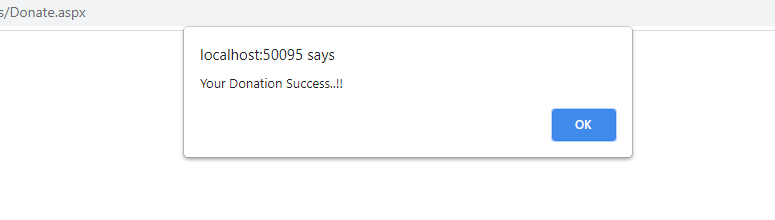 s/Donate.aspx
localhost:50095 says
Your Donation Success..!!
OK